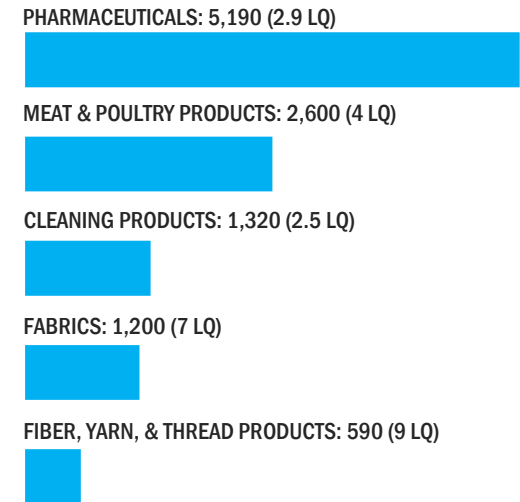 PHARMACEUTICALS: 5,190 (2.9 LQ)
MEAT & POULTRY PRODUCTS: 2,600 (4 LQ)
CLEANING PRODUCTS: 1,320 (2.5 LQ)
FABRICS: 1,200 (7 LQ)
FIBER, YARN, & THREAD PRODUCTS: 590 (9 LQ)